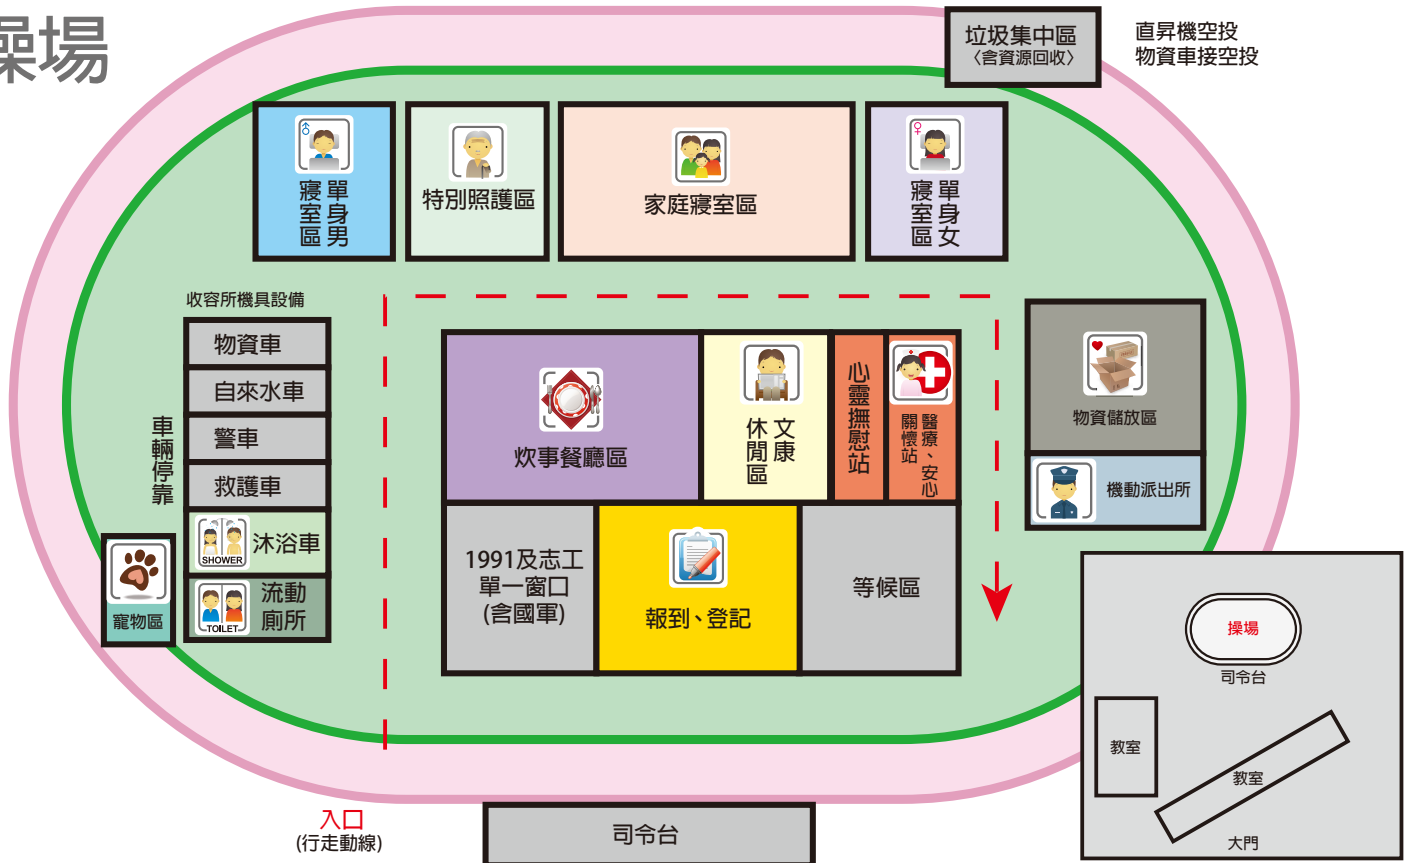 操場
垃圾集中區
〈含資源回收〉
直昇機空投
物資車接空投
單身男
寢室區
特別照護區
家庭寢室區
單身女
寢室區
收容所機具設備
物資車
自來水車
警車
救護車
SHOWER
沐浴車
TOILET
流動
廁所
車輛停靠
寵物區
炊事餐廳區
文康
休閒區
心靈撫慰站
醫療、安心
關懷站
1991及志工
單一窗口
(含國軍)
報到、登記
等候區
物資儲放區
機動派出所
入口
(行走動線)
司令台
操場
司令台
教室
教室
大門